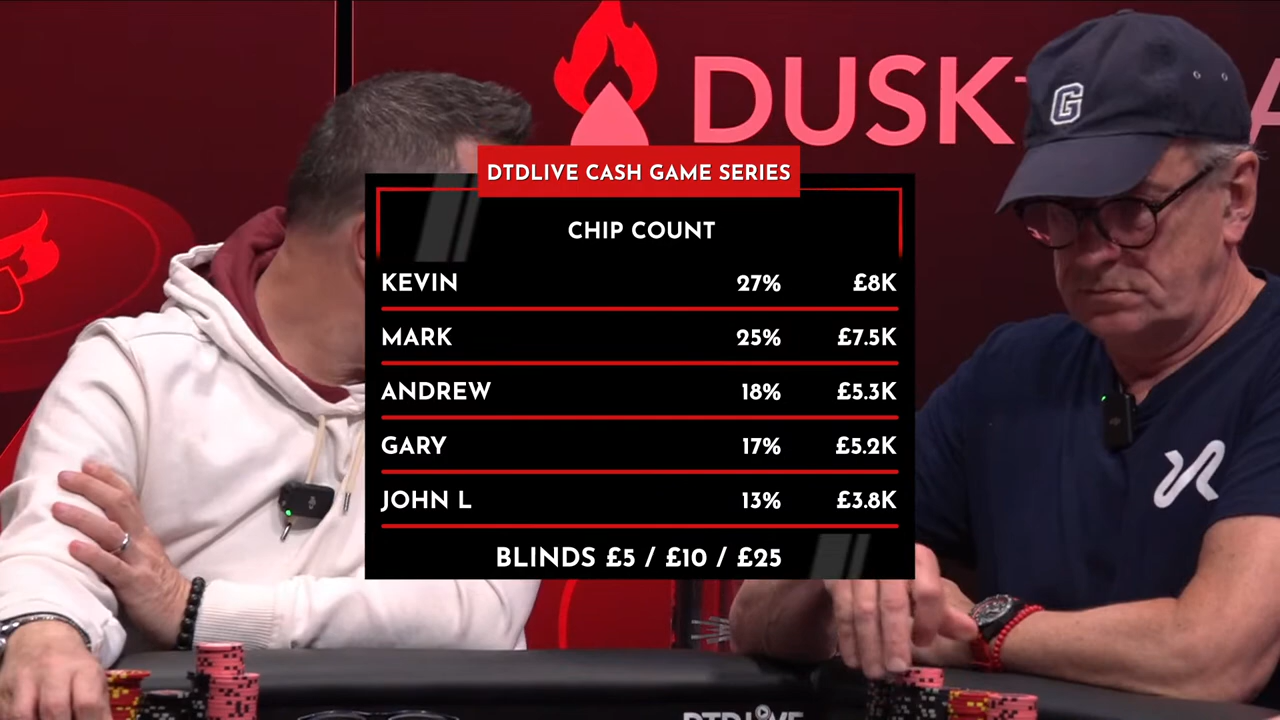 DUSK
G
DTDLIVE CASH GAME SERIES
CHIP COUNT
KEVIN 27% £8K
MARK 25% £7.5K
ANDREW 18% £5.3K
GARY 17% £5.2K
JOHN L 13% £3.8K
BLINDS £5 / £10 / £25
DTDLIVE